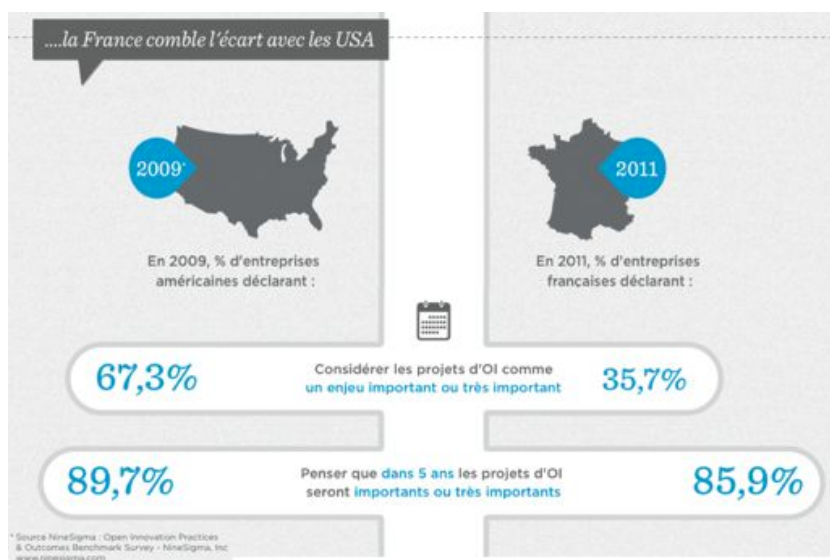 ....la France comble l'écart avec les USA
2009*
2011
En 2009, % d'entreprises
américaines déclarant :
En 2011, % d'entreprises
françaises déclarant :
67,3%
Considérer les projets d'OI comme
un enjeu important ou très important
35,7%
89,7%
Penser que dans 5 ans les projets d'OI
seront importants ou très importants
85,9%
* Source NineSigma : Open Innovation Practices
& Outcomes Benchmark Survey - NineSigma, Inc
www.ninesigma.com